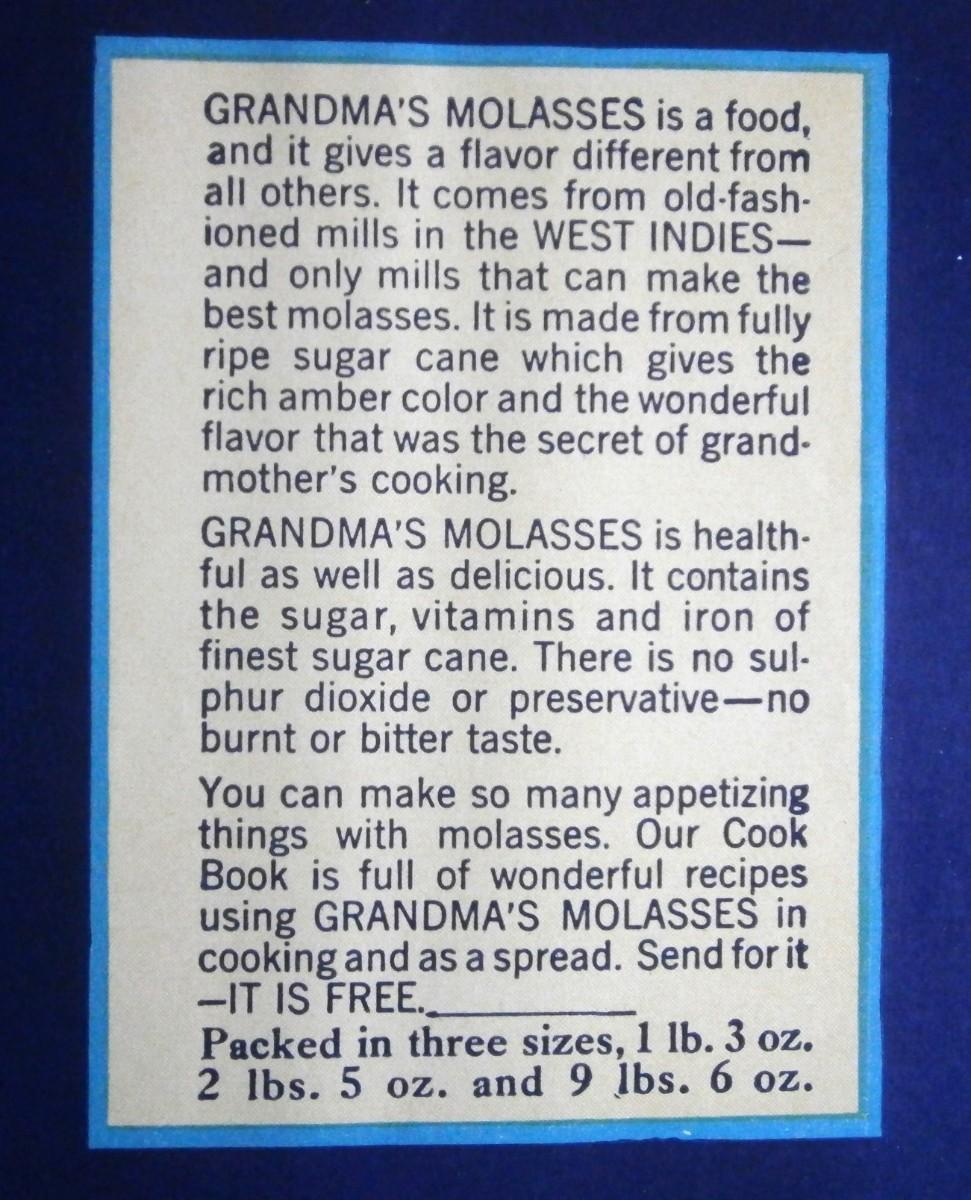 GRANDMA'S MOLASSES is a food,
and it gives a flavor different from
all others. It comes from old-fash-
ioned mills in the WEST INDIES—
and only mills that can make the
best molasses. It is made from fully
ripe sugar cane which gives the
rich amber color and the wonderful
flavor that was the secret of grand-
mother's cooking.
GRANDMA'S MOLASSES is health-
ful as well as delicious. It contains
the sugar, vitamins and iron of
finest sugar cane. There is no sul-
phur dioxide or preservative—no
burnt or bitter taste.
You can make so many appetizing
things with molasses. Our Cook
Book is full of wonderful recipes
using GRANDMA'S MOLASSES in
cooking and as a spread. Send for it
—IT IS FREE.
Packed in three sizes, 1 lb. 3 oz.
2 lbs. 5 oz. and 9 lbs. 6 oz.